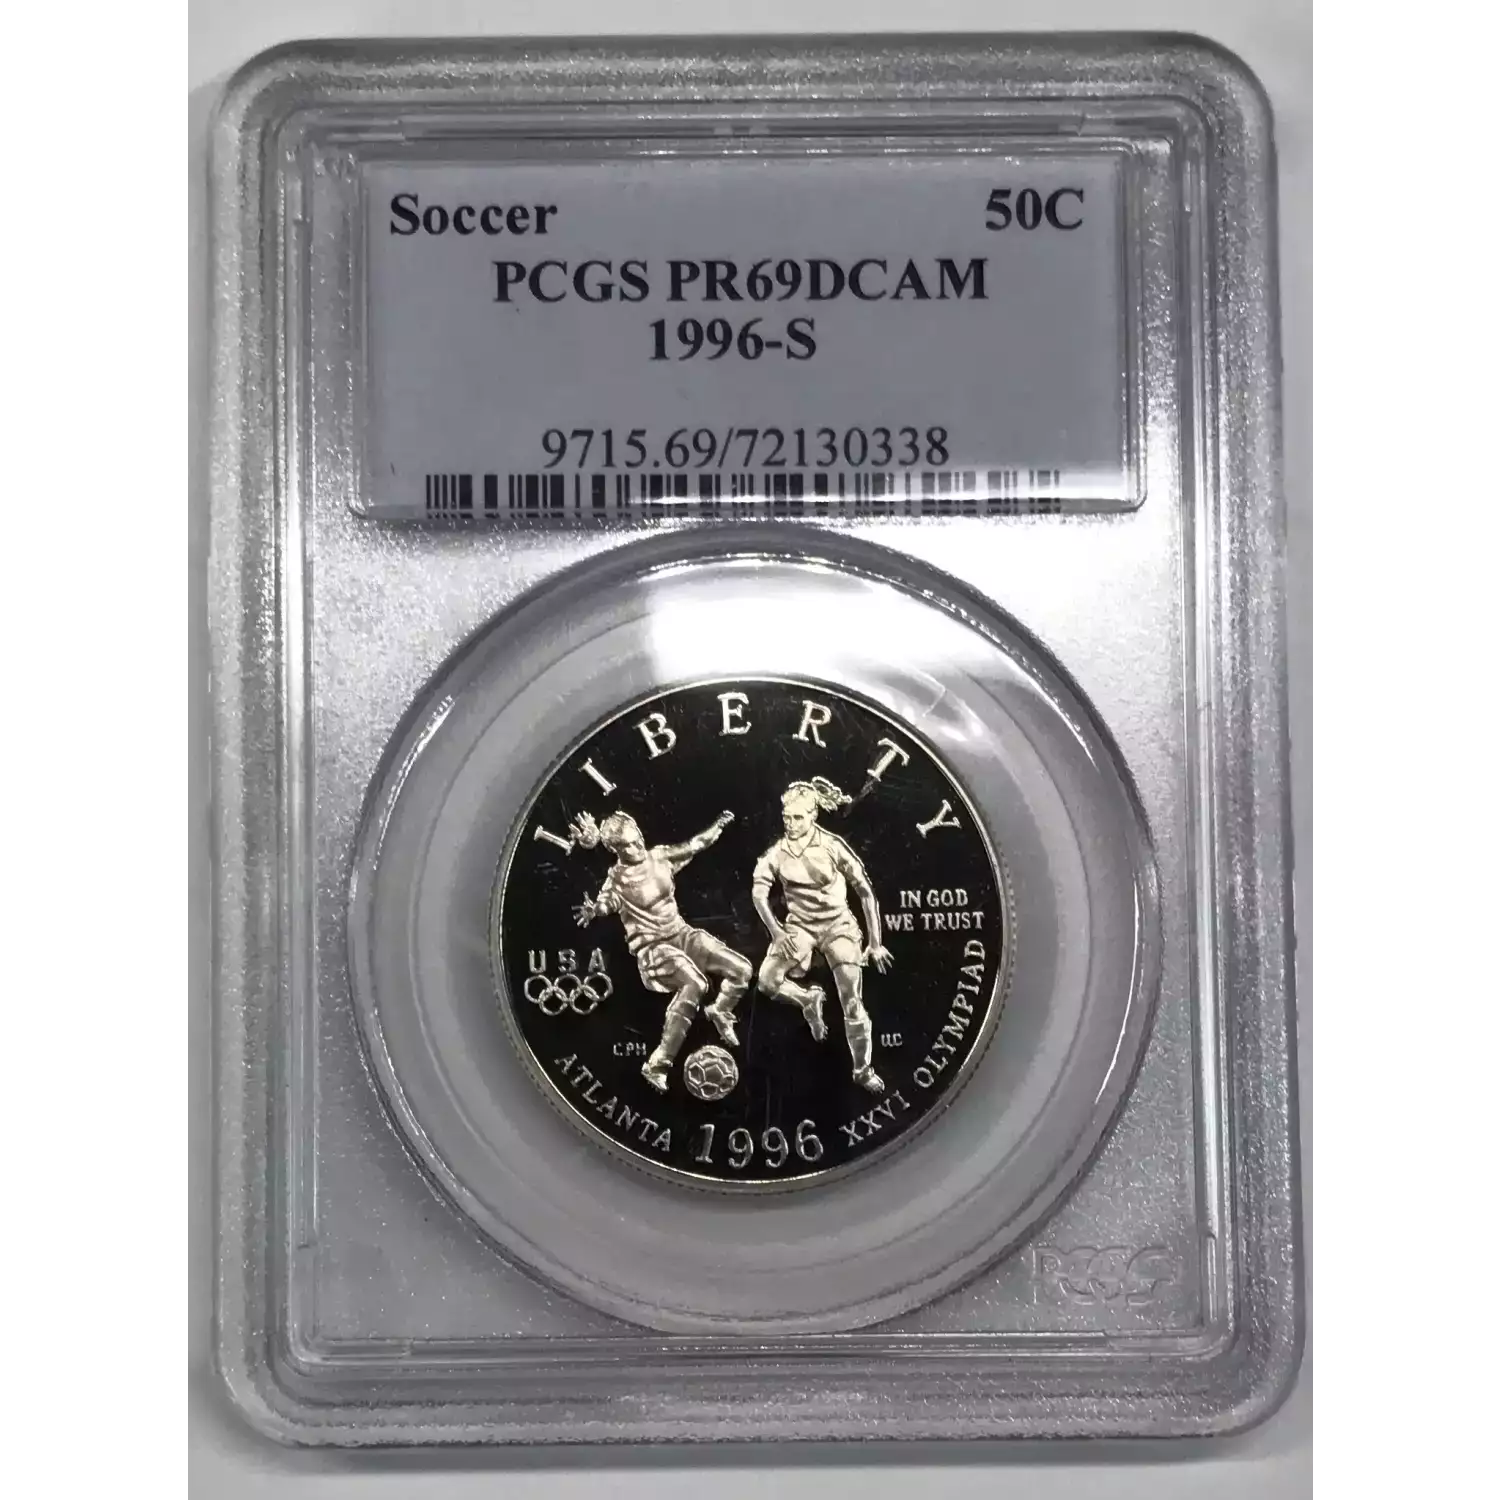 Soccer 50C
PCGS PR69DCAM
1996-S
9715.69/72130338
LIBERTY
IN GOD
WE TRUST
USA
CPH
ATLANTA 1996 XXVI OLYMPIAD
PCGS